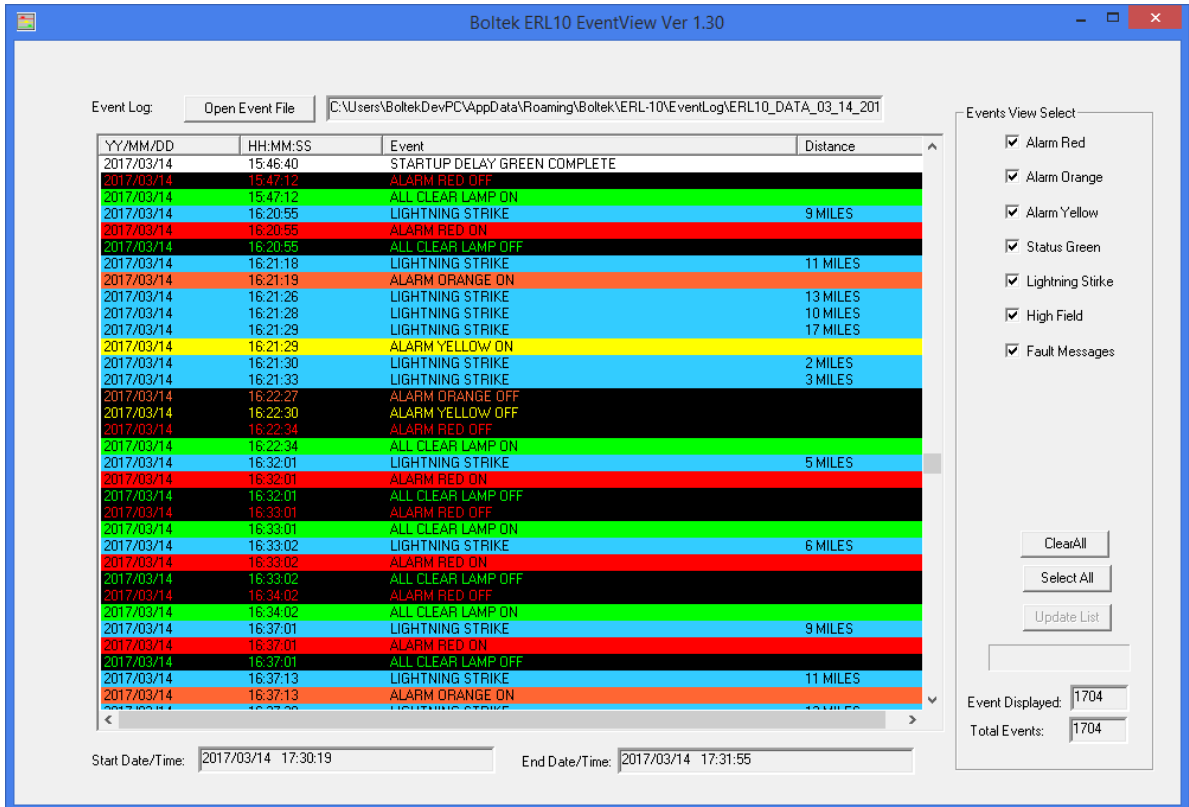 Boltek ERL10 EventView Ver 1.30
Event Log: Open Event File C:\Users\BoltekDevPC\AppData\Roaming\Boltek\ERL-10\EventLog\ERL10_DATA_03_14_201
Events View Select
YY/MM/DD HH:MM:SS Event Distance
2017/03/14 15:46:40 STARTUP DELAY GREEN COMPLETE
2017/03/14 15:47:12 ALARM RED OFF
2017/03/14 15:47:12 ALL CLEAR LAMP ON
2017/03/14 16:20:55 LIGHTNING STRIKE 9 MILES
2017/03/14 16:20:55 ALARM RED ON
2017/03/14 16:20:55 ALL CLEAR LAMP OFF
2017/03/14 16:21:18 LIGHTNING STRIKE 11 MILES
2017/03/14 16:21:19 ALARM ORANGE ON
2017/03/14 16:21:26 LIGHTNING STRIKE 13 MILES
2017/03/14 16:21:28 LIGHTNING STRIKE 10 MILES
2017/03/14 16:21:29 LIGHTNING STRIKE 17 MILES
2017/03/14 16:21:29 ALARM YELLOW ON
2017/03/14 16:21:30 LIGHTNING STRIKE 2 MILES
2017/03/14 16:21:33 LIGHTNING STRIKE 3 MILES
2017/03/14 16:22:27 ALARM ORANGE OFF
2017/03/14 16:22:30 ALARM YELLOW OFF
2017/03/14 16:22:34 ALARM RED OFF
2017/03/14 16:22:34 ALL CLEAR LAMP ON
2017/03/14 16:32:01 LIGHTNING STRIKE 5 MILES
2017/03/14 16:32:01 ALARM RED ON
2017/03/14 16:32:01 ALL CLEAR LAMP OFF
2017/03/14 16:33:01 ALARM RED OFF
2017/03/14 16:33:01 ALL CLEAR LAMP ON
2017/03/14 16:33:02 LIGHTNING STRIKE 6 MILES
2017/03/14 16:33:02 ALARM RED ON
2017/03/14 16:33:02 ALL CLEAR LAMP OFF
2017/03/14 16:34:02 ALARM RED OFF
2017/03/14 16:34:02 ALL CLEAR LAMP ON
2017/03/14 16:37:01 LIGHTNING STRIKE 9 MILES
2017/03/14 16:37:01 ALARM RED ON
2017/03/14 16:37:01 ALL CLEAR LAMP OFF
2017/03/14 16:37:13 LIGHTNING STRIKE 11 MILES
2017/03/14 16:37:13 ALARM ORANGE ON
Alarm Red
Alarm Orange
Alarm Yellow
Status Green
Lightning Stirke
High Field
Fault Messages
ClearAll
Select All
Update List
Event Displayed: 1704
Total Events: 1704
Start Date/Time: 2017/03/14 17:30:19 End Date/Time: 2017/03/14 17:31:55